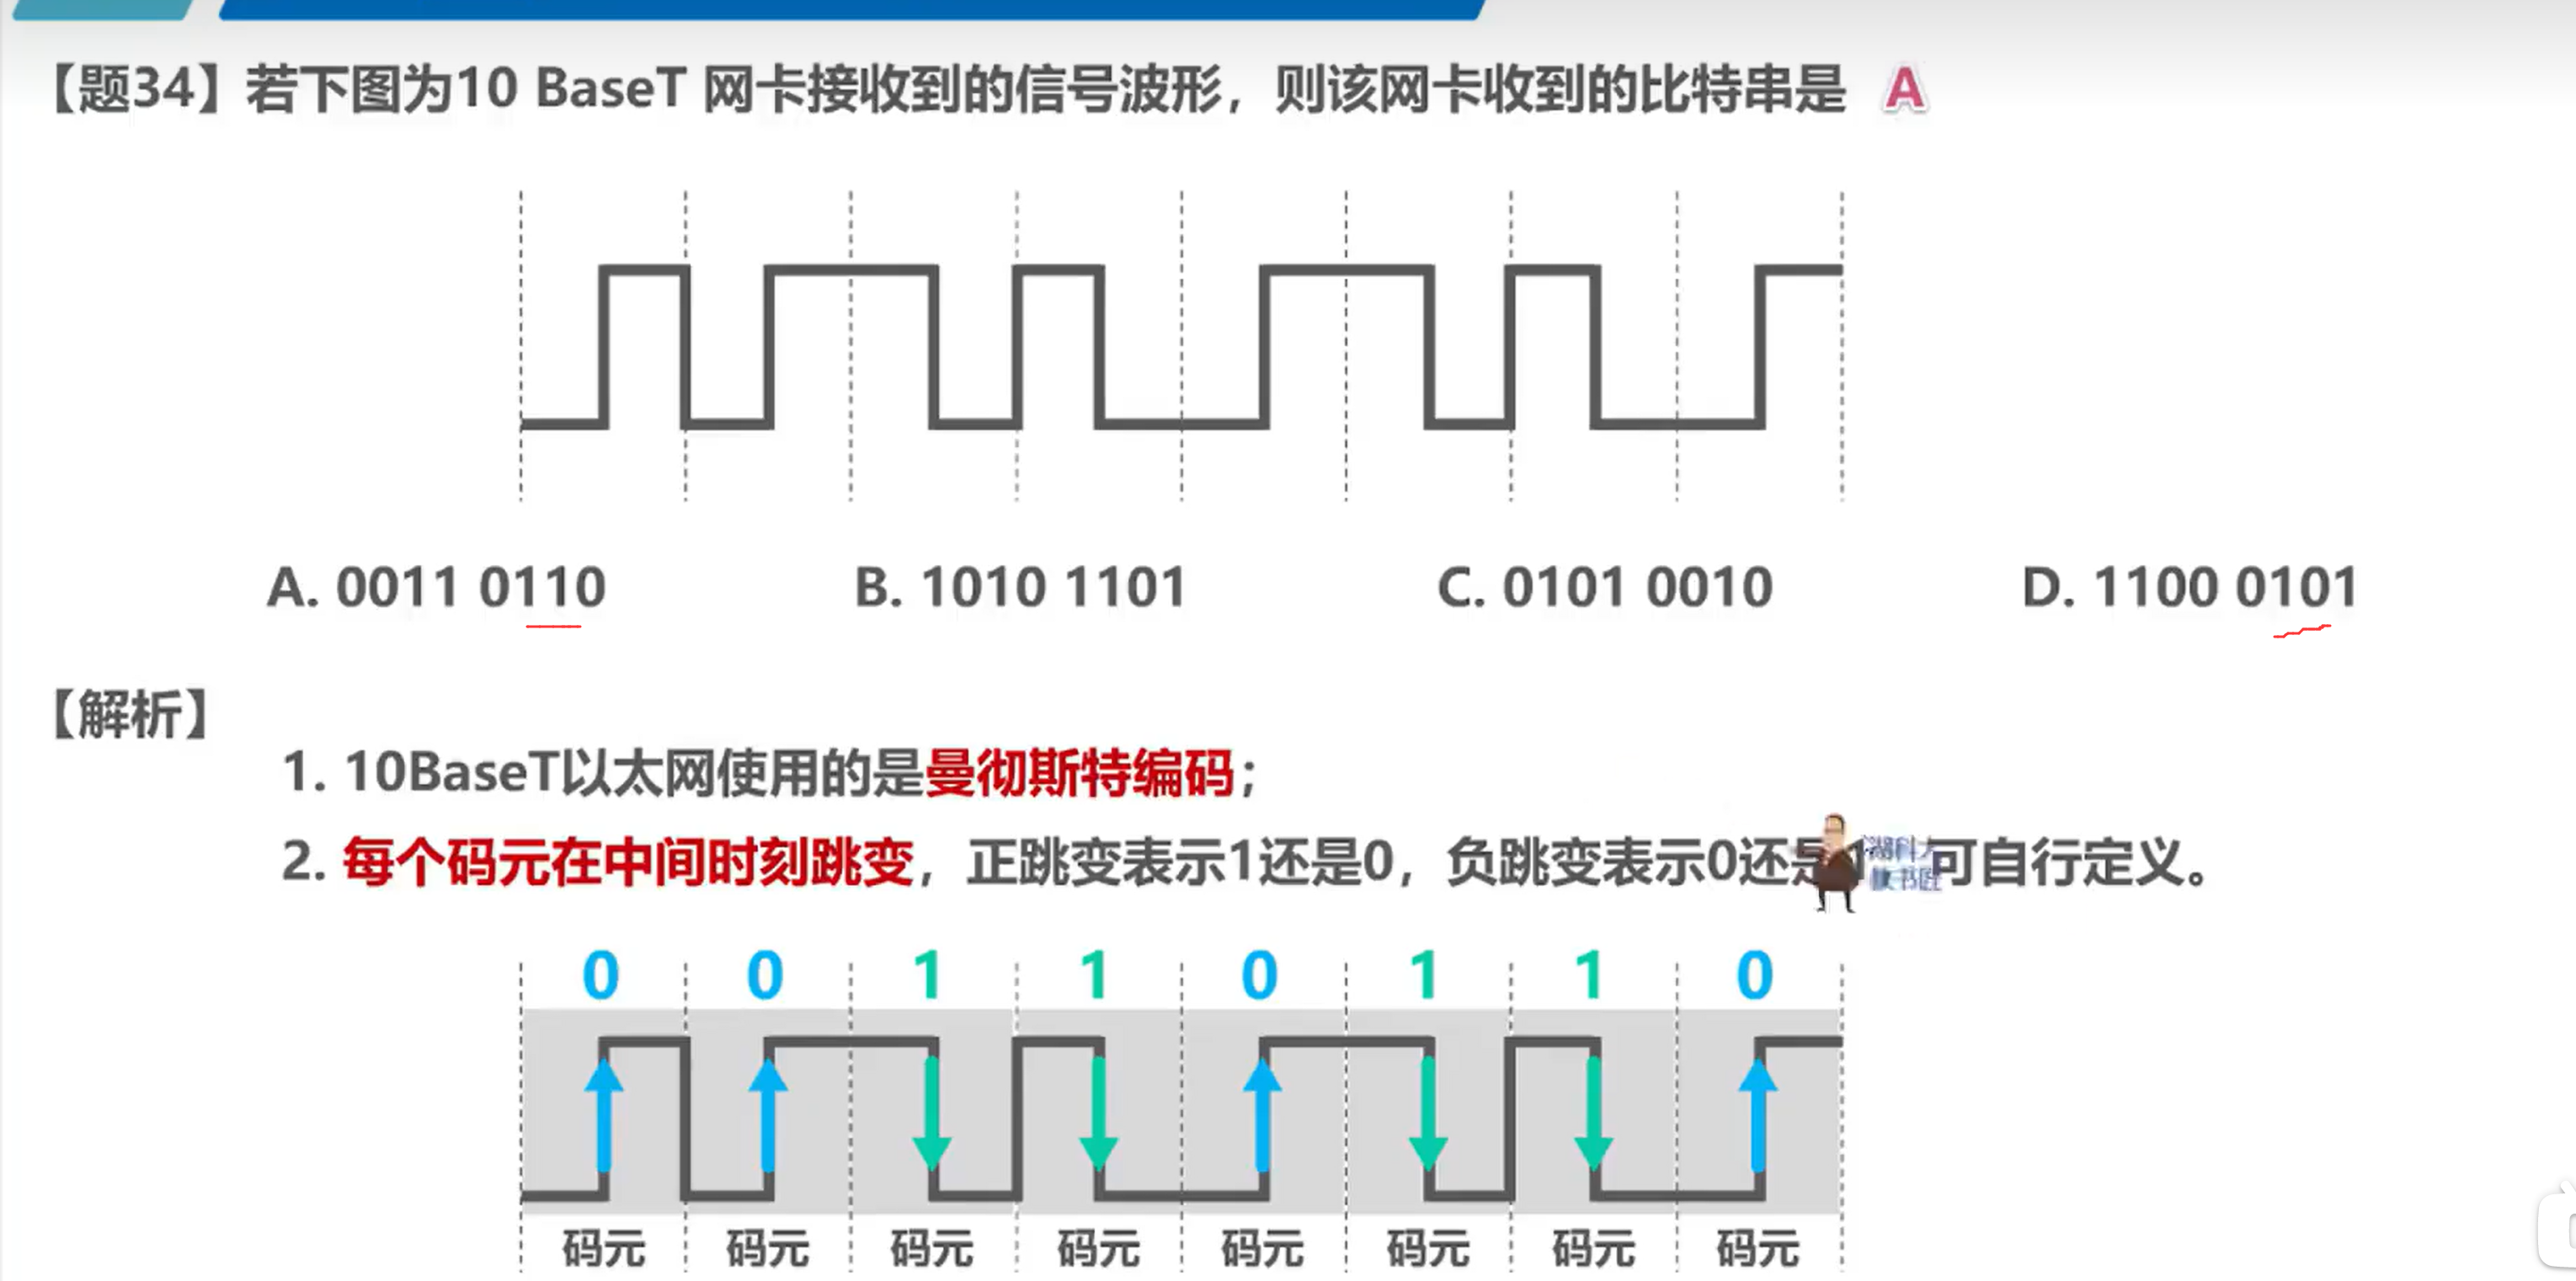 【题34】若下图为10 BaseT 网卡接收到的信号波形，则该网卡收到的比特串是 A
A. 0011 0110 B. 1010 1101 C. 0101 0010 D. 1100 0101
【解析】
1. 10BaseT以太网使用的是曼彻斯特编码；
2. 每个码元在中间时刻跳变，正跳变表示1还是0，负跳变表示0还是1 可自行定义。
湖科大
教书匠
0 0 1 1 0 1 1 0
码元 码元 码元 码元 码元 码元 码元 码元